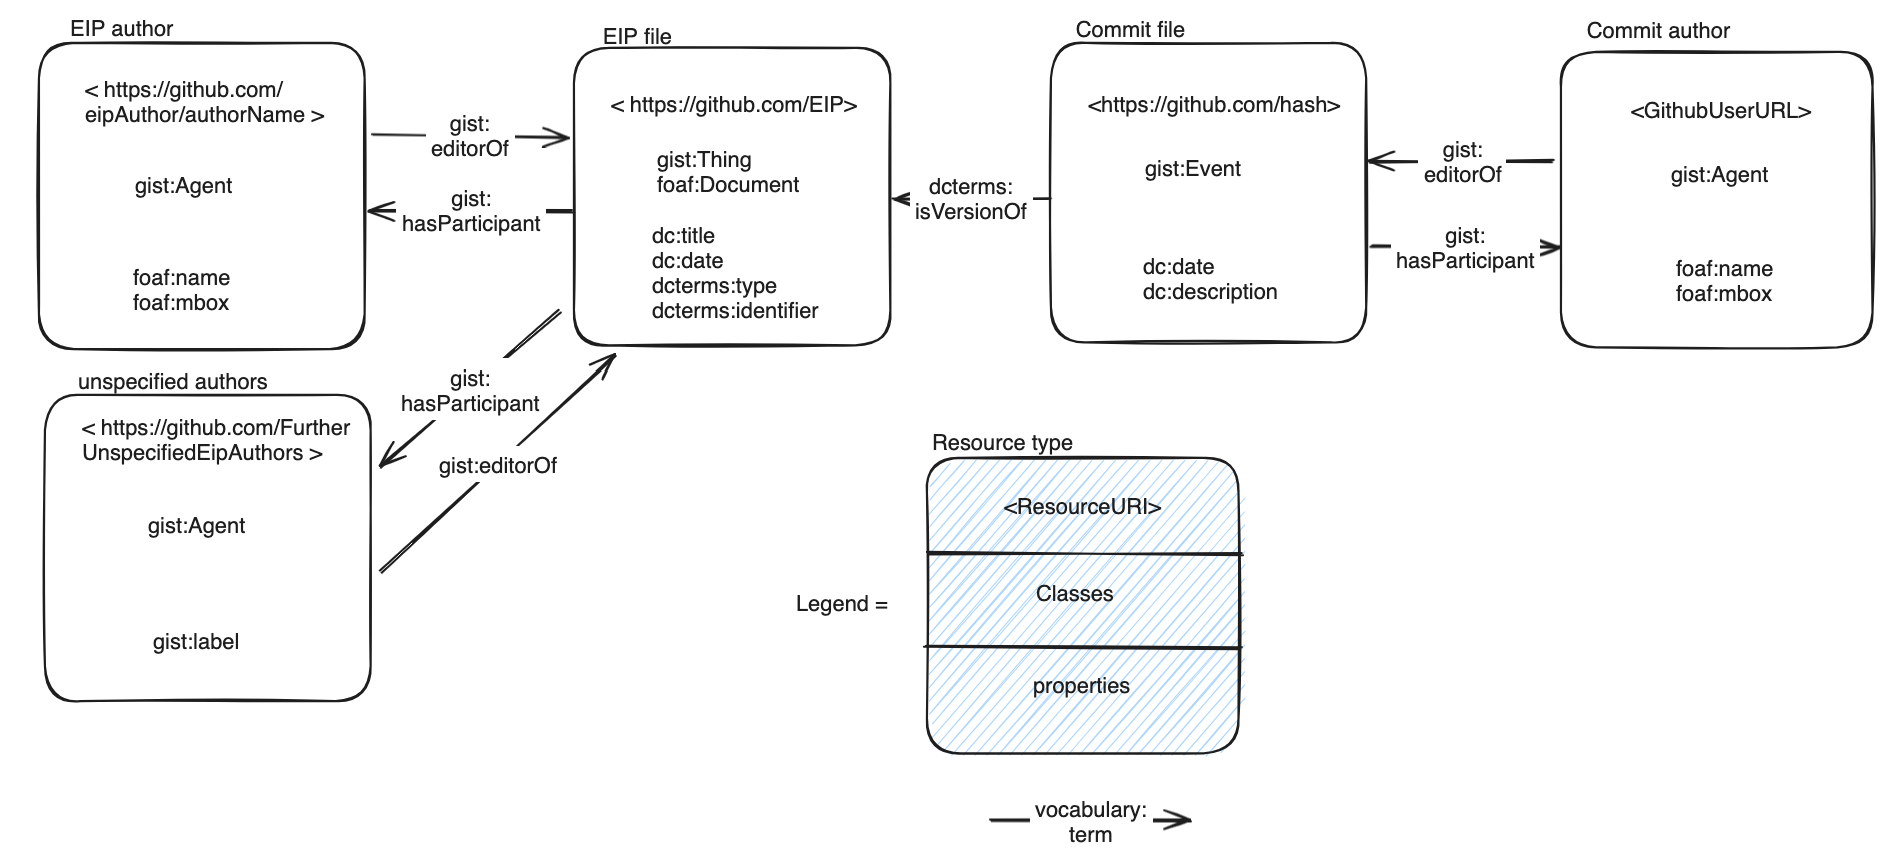 EIP author
< https://github.com/
eipAuthor/authorName >
gist:Agent
foaf:name
foaf:mbox
gist:
editorOf
gist:
hasParticipant
EIP file
< https://github.com/EIP>
gist:Thing
foaf:Document
dc:title
dc:date
dcterms:type
dcterms:identifier
dcterms:
isVersionOf
Commit file
<https://github.com/hash>
gist:Event
dc:date
dc:description
gist:
editorOf
gist:
hasParticipant
Commit author
<GithubUserURL>
gist:Agent
foaf:name
foaf:mbox
unspecified authors
< https://github.com/Further
UnspecifiedEipAuthors >
gist:Agent
gist:label
gist:
hasParticipant
gist:editorOf
Legend =
Resource type
<ResourceURI>
Classes
properties
vocabulary:
term